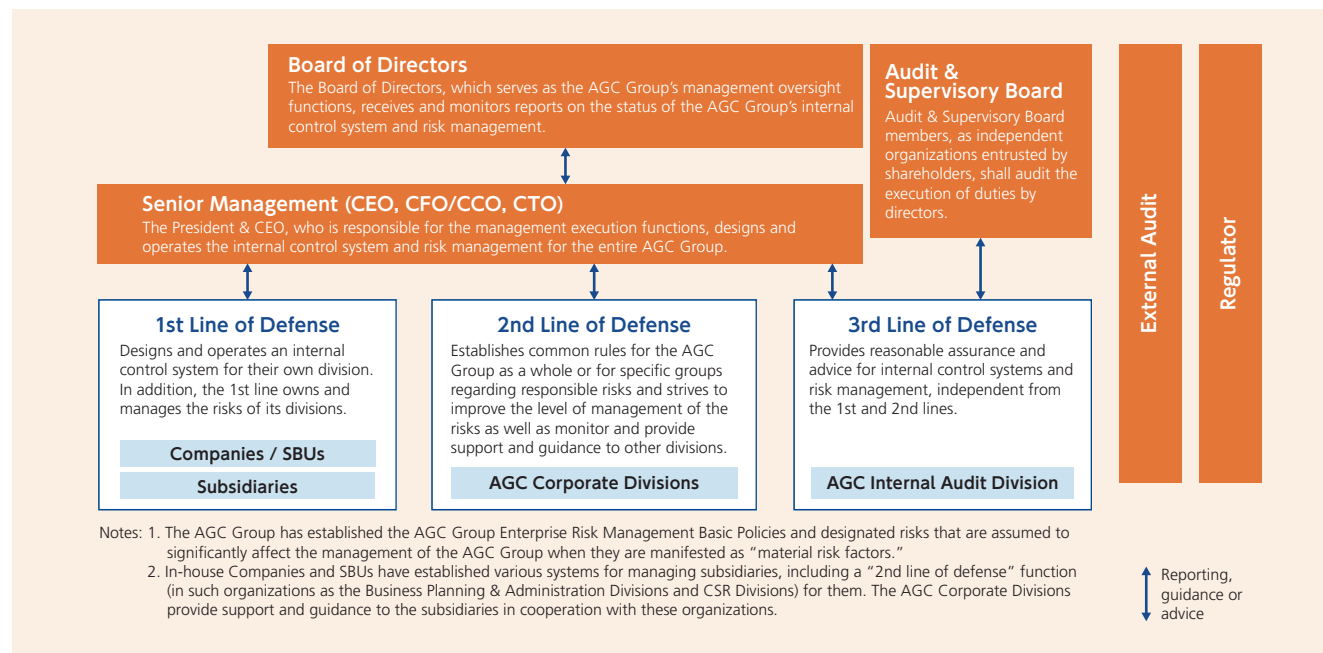 Board of Directors
The Board of Directors, which serves as the AGC Group's management oversight
functions, receives and monitors reports on the status of the AGC Group's internal
control system and risk management.
Audit &
Supervisory Board
Audit & Supervisory Board
members, as independent
organizations entrusted by
shareholders, shall audit the
execution of duties by
directors.
External Audit
Regulator
Senior Management (CEO, CFO/CCO, CTO)
The President & CEO, who is responsible for the management execution functions, designs and
operates the internal control system and risk management for the entire AGC Group.
1st Line of Defense
Designs and operates an internal
control system for their own division.
In addition, the 1st line owns and
manages the risks of its divisions.
Companies / SBUs
Subsidiaries
2nd Line of Defense
Establishes common rules for the AGC
Group as a whole or for specific groups
regarding responsible risks and strives to
improve the level of management of the
risks as well as monitor and provide
support and guidance to other divisions.
AGC Corporate Divisions
3rd Line of Defense
Provides reasonable assurance and
advice for internal control systems and
risk management, independent from
the 1st and 2nd lines.
AGC Internal Audit Division
Notes: 1. The AGC Group has established the AGC Group Enterprise Risk Management Basic Policies and designated risks that are assumed to
significantly affect the management of the AGC Group when they are manifested as “material risk factors.”
2. In-house Companies and SBUs have established various systems for managing subsidiaries, including a “2nd line of defense” function
(in such organizations as the Business Planning & Administration Divisions and CSR Divisions) for them. The AGC Corporate Divisions
provide support and guidance to the subsidiaries in cooperation with these organizations.
Reporting,
guidance or
advice